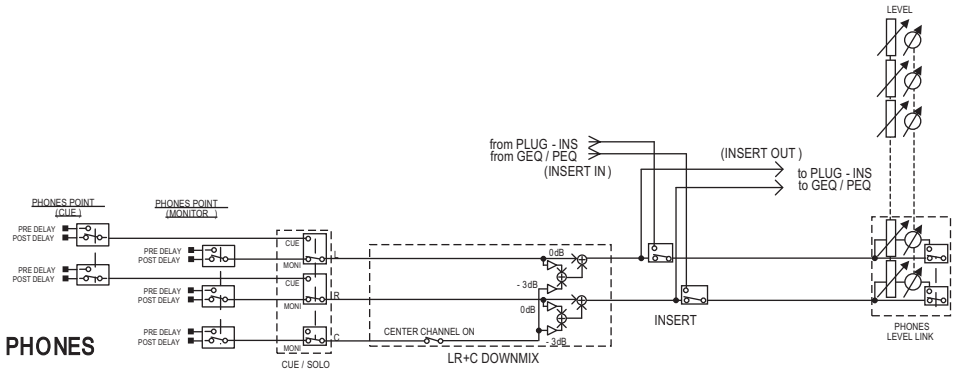 LEVEL
from PLUG - INS
from GEQ / PEQ
(INSERT IN)
(INSERT OUT )
to PLUG - INS
to GEQ / PEQ
PHONES POINT
(CUE )
PHONES POINT
(MONITOR )
PRE DELAY
POST DELAY
PRE DELAY
POST DELAY
PRE DELAY
POST DELAY
PRE DELAY
POST DELAY
PRE DELAY
POST DELAY
CUE
MONI
L
CUE
MONI
R
MONI
C
CUE / SOLO
CENTER CHANNEL ON
0dB
- 3dB
0dB
- 3dB
LR+C DOWNMIX
INSERT
PHONES
LEVEL LINK
PHONES